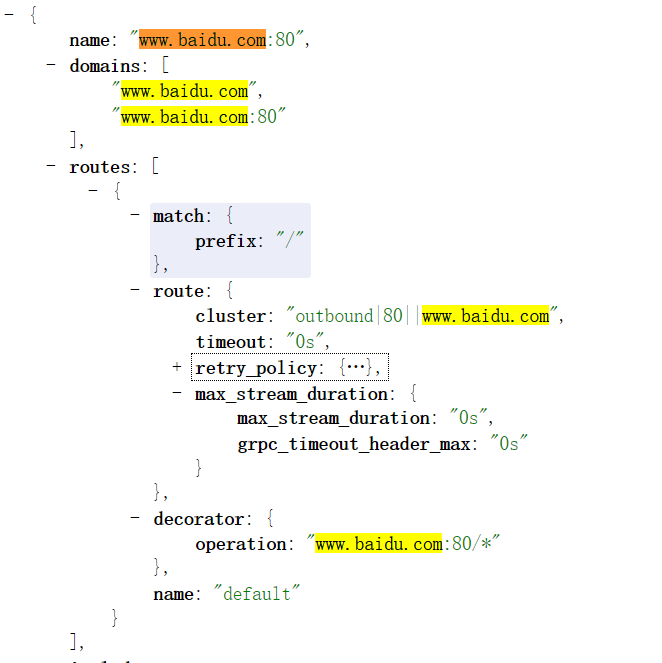 - {
name: "www.baidu.com:80",
- domains: [
"www.baidu.com",
"www.baidu.com:80"
],
- routes: [
- {
- match: {
prefix: "/"
},
- route: {
cluster: "outbound|80||www.baidu.com",
timeout: "0s",
+ retry_policy: {…},
- max_stream_duration: {
max_stream_duration: "0s",
grpc_timeout_header_max: "0s"
}
},
- decorator: {
operation: "www.baidu.com:80/*"
},
name: "default"
}
],